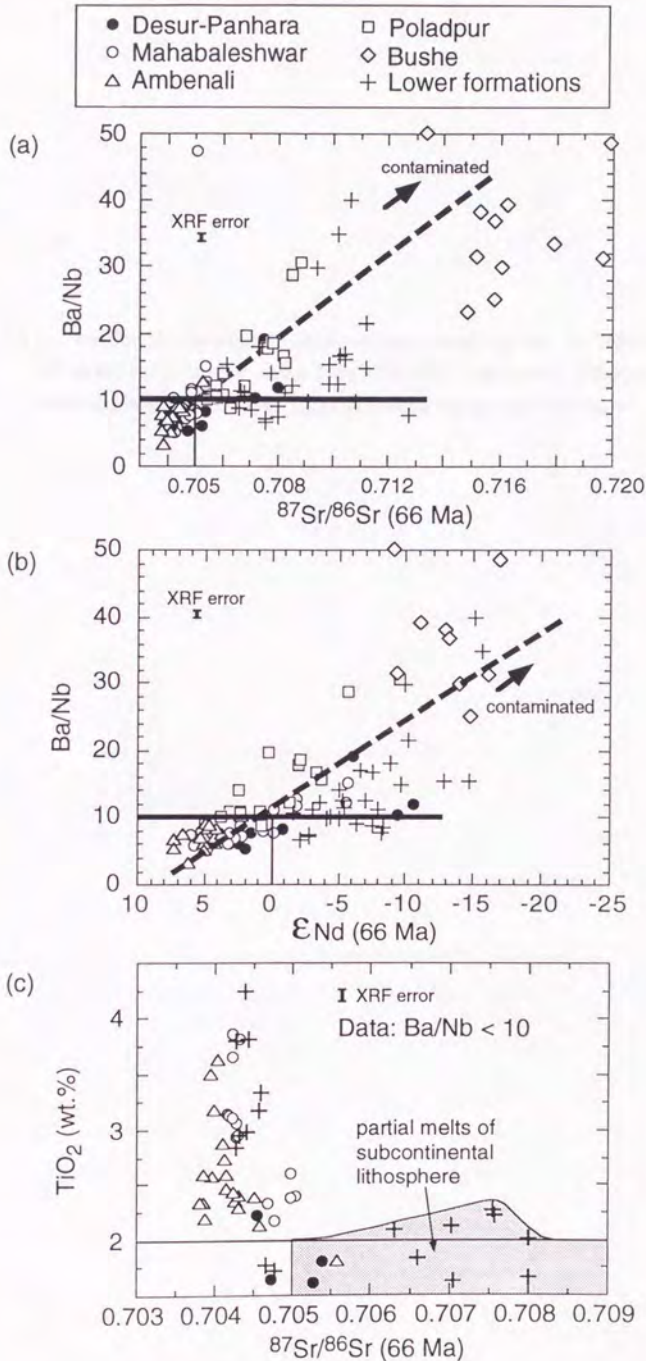 Desur-Panhara
Poladpur
Mahabaleshwar
Bushe
Ambenali
Lower formations
(a)
50
40
30
20
10
0
Ba/Nb
contaminated
XRF error
0.705
0.708
0.712
0.716
0.720
87Sr/86Sr (66 Ma)
(b)
50
40
30
20
10
0
Ba/Nb
XRF error
contaminated
10
5
0
-5
-10
-15
-20
-25
εNd (66 Ma)
(c)
4
3
2
TiO2 (wt.%)
XRF error
Data: Ba/Nb < 10
partial melts of
subcontinental
lithosphere
0.703
0.704
0.705
0.706
0.707
0.708
0.709
87Sr/86Sr (66 Ma)